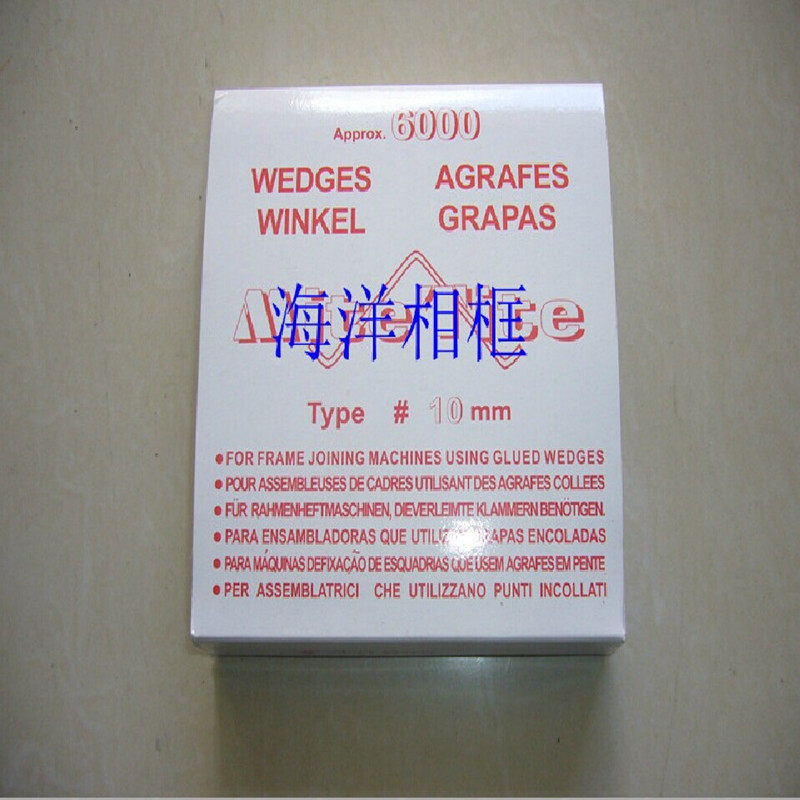 Approx. 6000
WEDGES AGRAFES
WINKEL GRAPAS
海洋相框
Type # 10 mm
•FOR FRAME JOINING MACHINES USING GLUED WEDGES
•POUR ASSEMBLEUSES DE CADRES UTILISANT DES AGRAFES COLLEES
•FÜR RAHMENHEFTMASCHINEN, DIEVERLEIMTE KLAMMERN BENÖTIGEN.
•PARA ENSAMBLADORAS QUE UTILIZ GRAPAS ENCOLADAS
•PARA MÁQUINAS DEFIXAÇÃO DE ESQUADRIAS QUE USEM AGRAFES EM PENTE
•PER ASSEMBLATRICI CHE UTILIZZANO PUNTI INCOLLATI